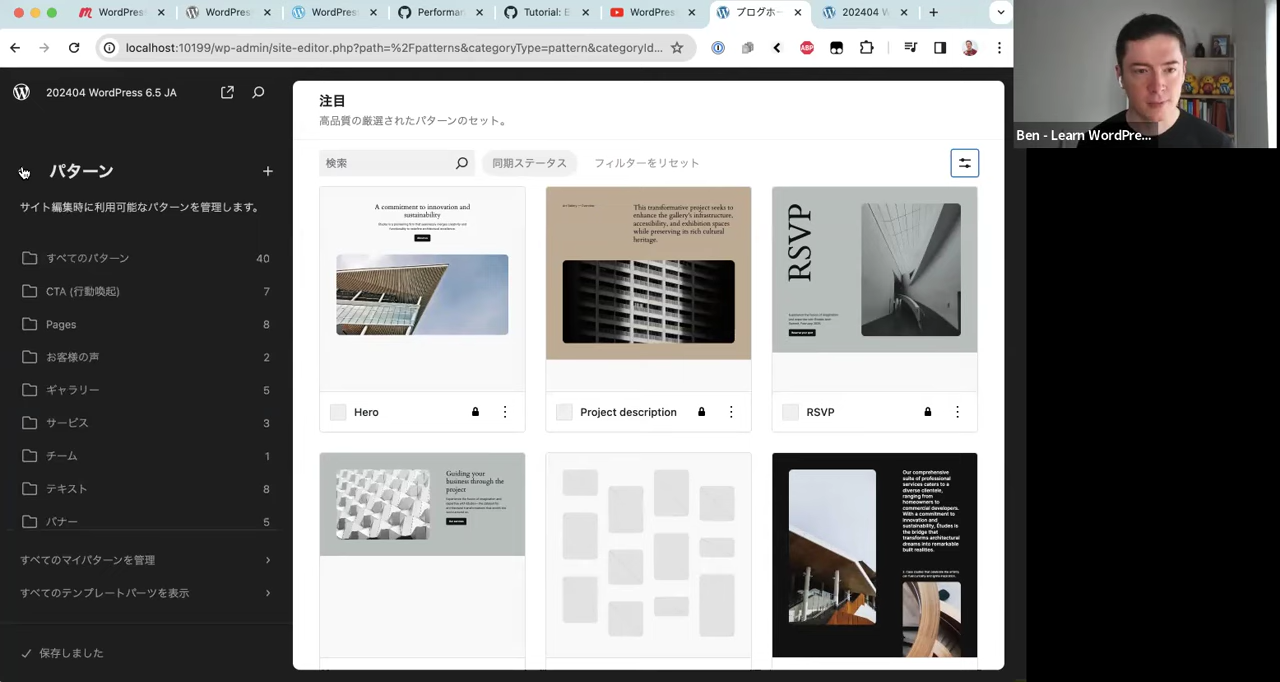 WordPres
WordPres
WordPres
Performan
Tutorial: E
WordPres
ブログホー
202404 W
localhost:10199/wp-admin/site-editor.php?path=%2Fpatterns&categoryType=pattern&categoryId...
ABP
202404 WordPress 6.5 JA
パターン
サイト編集時に利用可能なパターンを管理します。
すべてのパターン 40
CTA (行動喚起) 7
Pages 8
お客様の声 2
ギャラリー 5
サービス 3
チーム 1
テキスト 8
バナー 5
すべてのマイパターンを管理
すべてのテンプレートパーツを表示
保存しました
注目
高品質の厳選されたパターンのセット。
検索
同期ステータス
フィルターをリセット
A commitment to innovation and
sustainability
Hero
This transformative project seeks to
enhance the gallery's infrastructure,
accessibility, and exhibition spaces
while preserving its rich cultural
heritage.
Project description
RSVP
RSVP
Guiding your
business through the
project
Our comprehensive
suite of professional
services caters to a
diverse clientele,
ranging from
homeowners to
commercial developers.
With a commitment to
innovation and
sustainability, Études is
the bridge that
transforms architectural
dreams into remarkable
built realities.
Ben - Learn WordPre...